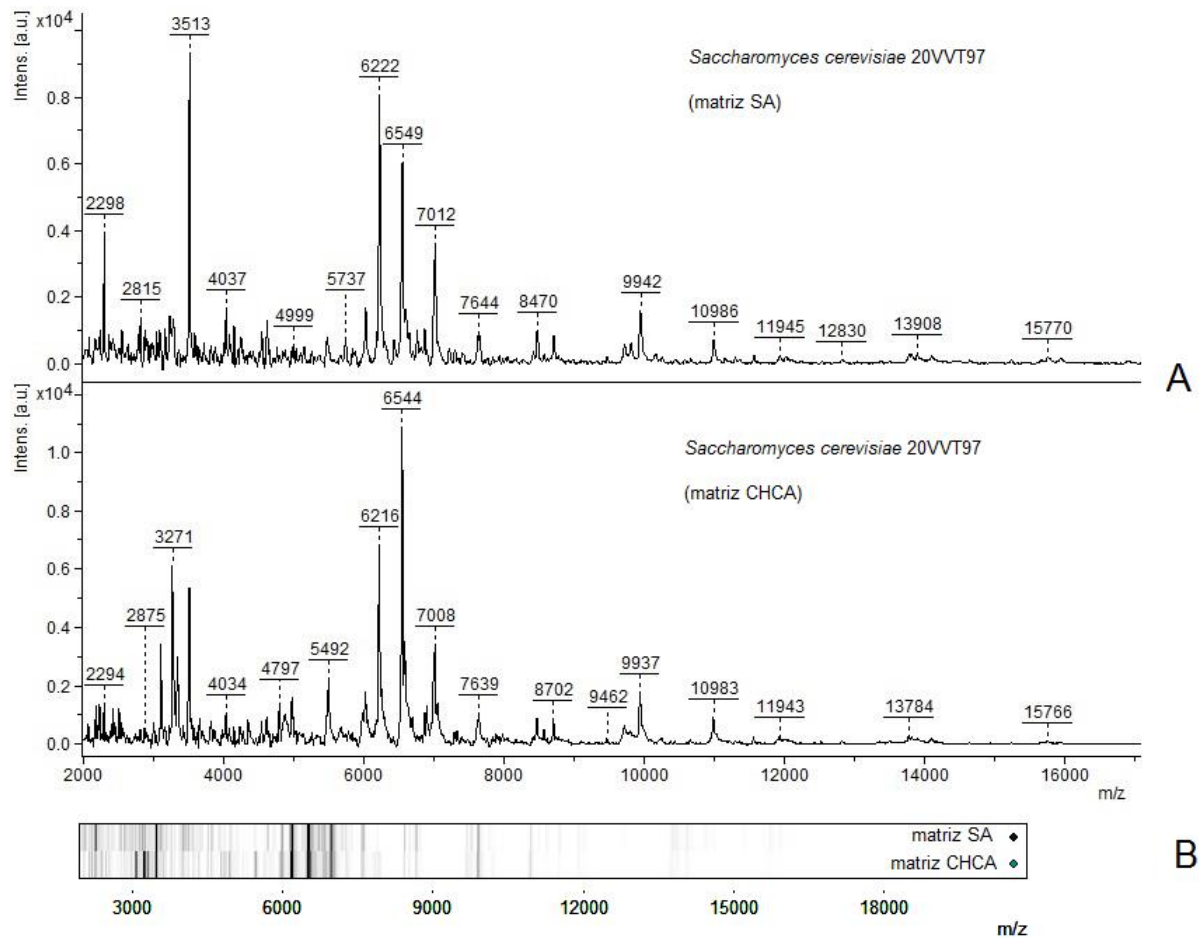 x10⁴
Intens. [a.u.]
3513
6222
Saccharomyces cerevisiae 20VVT97
(matriz SA)
0.8
0.6
6549
2298
7012
0.4
2815
4037
4999
5737
7644
8470
9942
10986
11945
12830
13908
15770
0.2
0.0
A
x10⁴
Intens. [a.u.]
6544
Saccharomyces cerevisiae 20VVT97
(matriz CHCA)
1.0
0.8
6216
3271
0.6
2875
7008
0.4
2294
4034
4797
5492
7639
8702
9462
9937
10983
11943
13784
15766
0.2
0.0
2000 4000 6000 8000 10000 12000 14000 16000
m/z
matriz SA
matriz CHCA
B
3000 6000 9000 12000 15000 18000
m/z